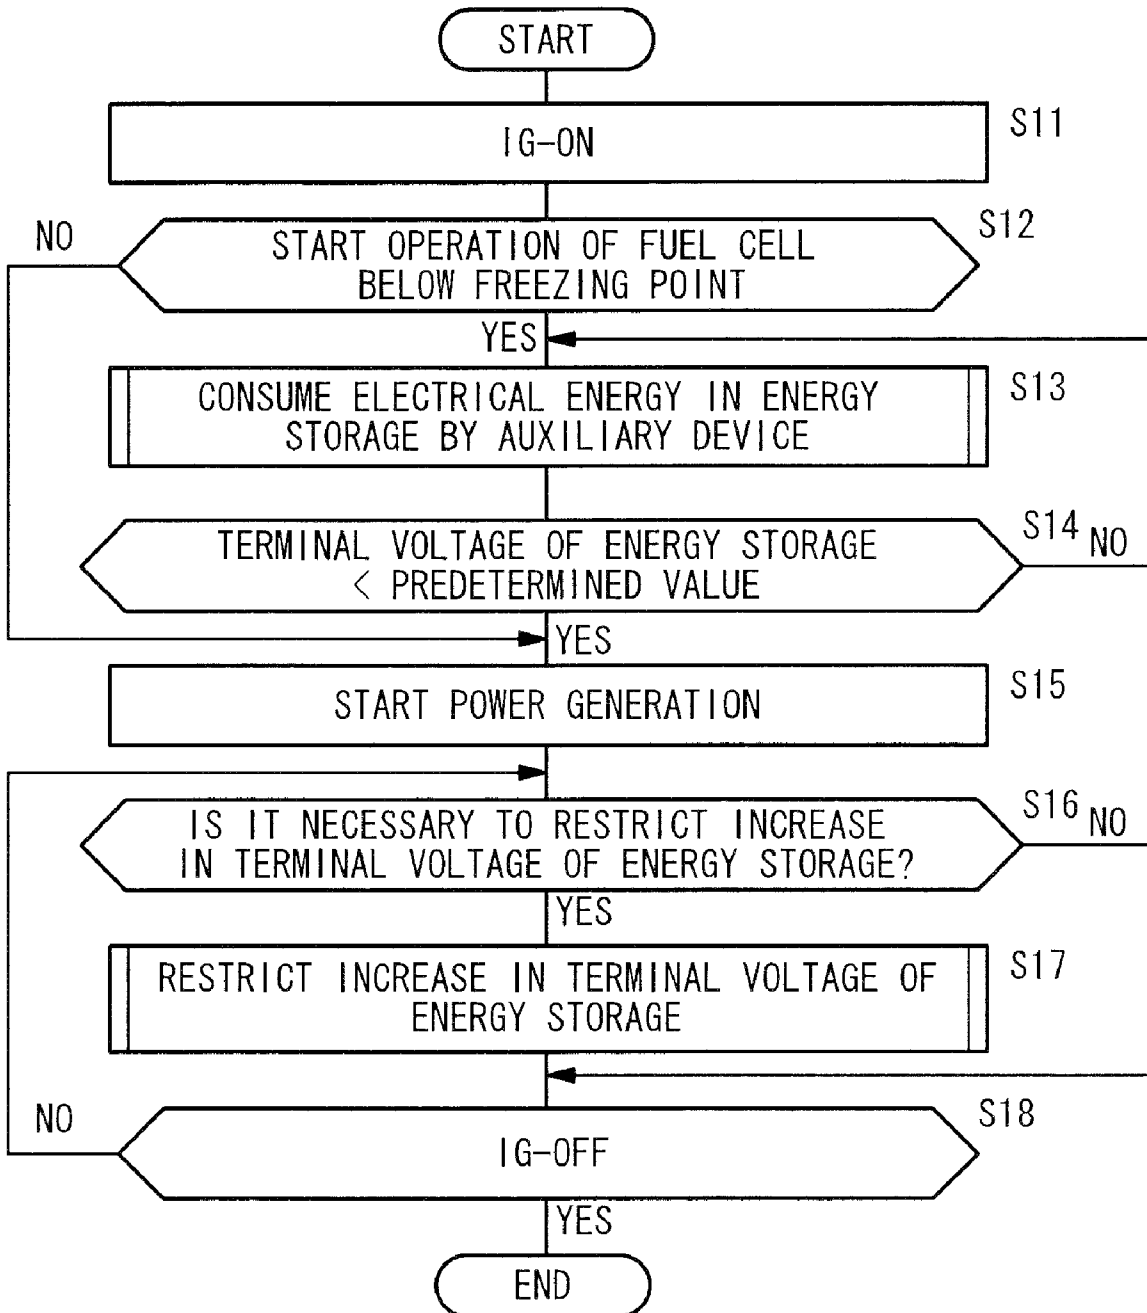 START
IG-ON
S11
NO
START OPERATION OF FUEL CELL
BELOW FREEZING POINT
S12
YES
CONSUME ELECTRICAL ENERGY IN ENERGY
STORAGE BY AUXILIARY DEVICE
S13
TERMINAL VOLTAGE OF ENERGY STORAGE
< PREDETERMINED VALUE
S14
NO
YES
START POWER GENERATION
S15
IS IT NECESSARY TO RESTRICT INCREASE
IN TERMINAL VOLTAGE OF ENERGY STORAGE?
S16
NO
YES
RESTRICT INCREASE IN TERMINAL VOLTAGE OF
ENERGY STORAGE
S17
NO
IG-OFF
S18
YES
END